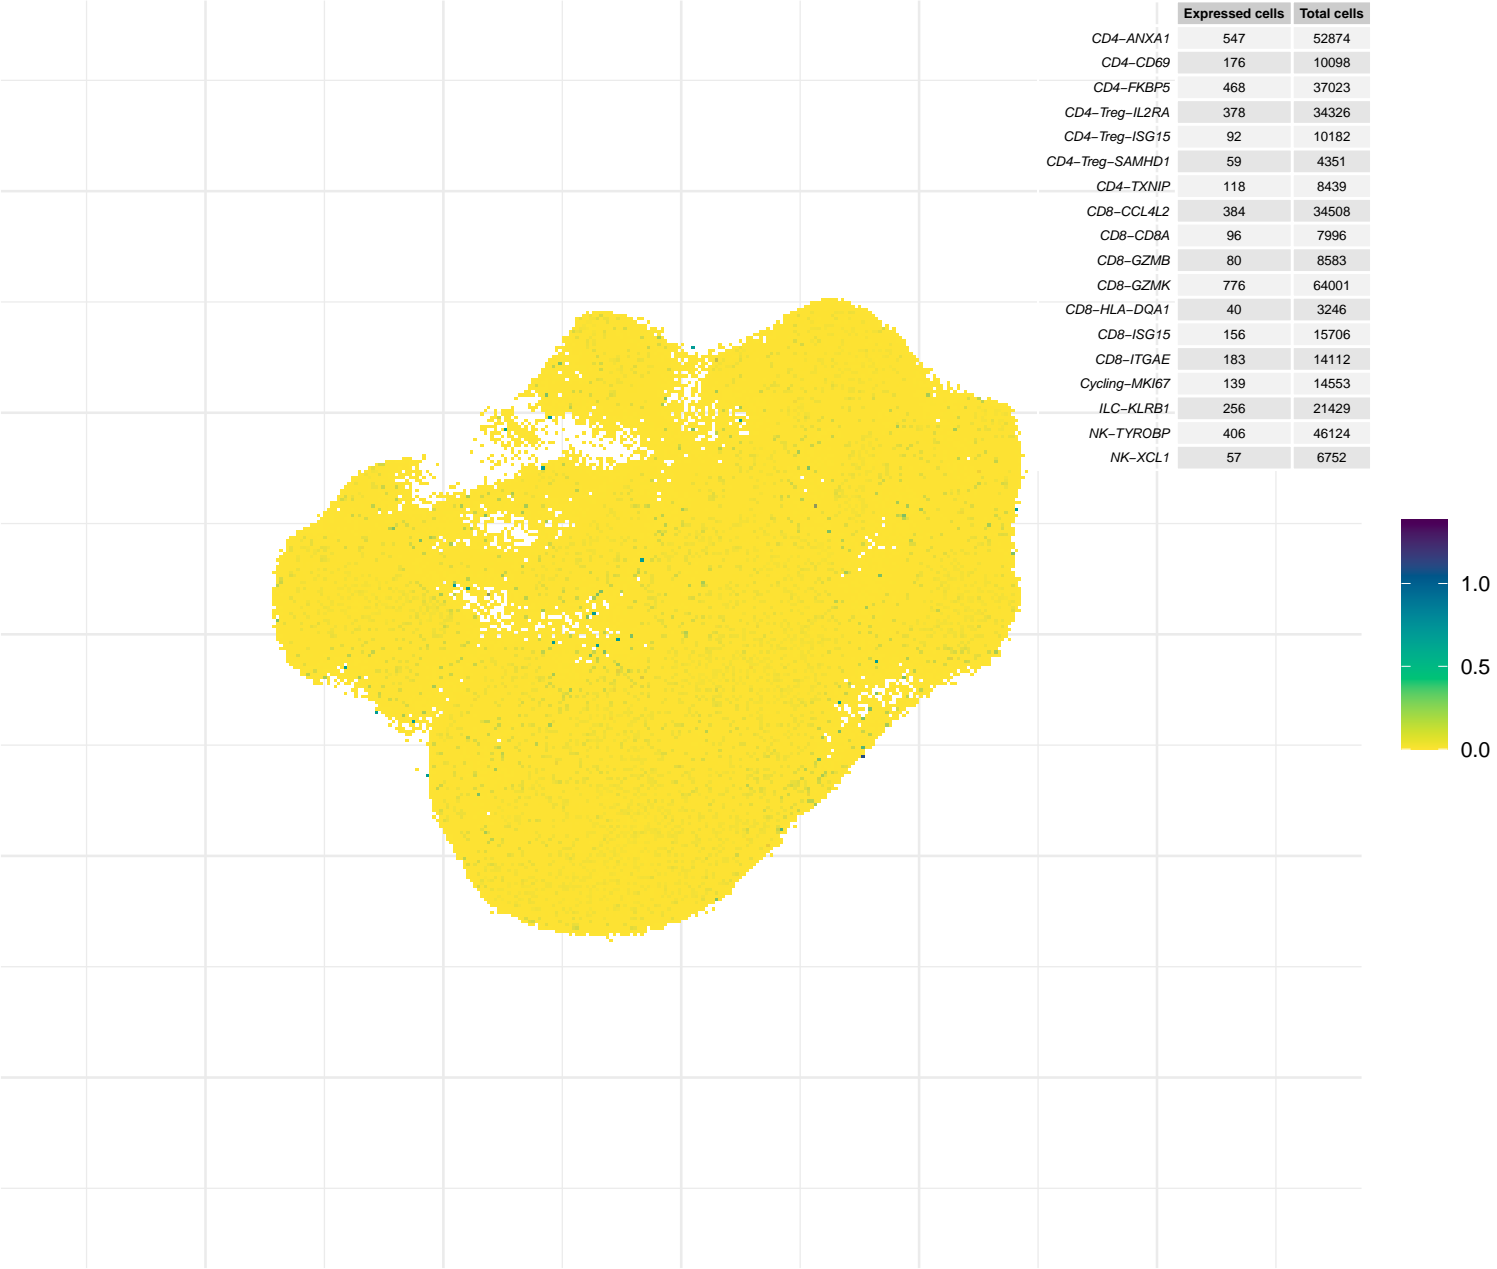 Expressed cells Total cells
CD4−ANXA1 547 52874
CD4−CD69 176 10098
CD4−FKBP5 468 37023
CD4−Treg−IL2RA 378 34326
CD4−Treg−ISG15 92 10182
CD4−Treg−SAMHD1 59 4351
CD4−TXNIP 118 8439
CD8−CCL4L2 384 34508
CD8−CD8A 96 7996
CD8−GZMB 80 8583
CD8−GZMK 776 64001
CD8−HLA−DQA1 40 3246
CD8−ISG15 156 15706
CD8−ITGAE 183 14112
Cycling−MKI67 139 14553
ILC−KLRB1 256 21429
NK−TYROBP 406 46124
NK−XCL1 57 6752
1.0
0.5
0.0